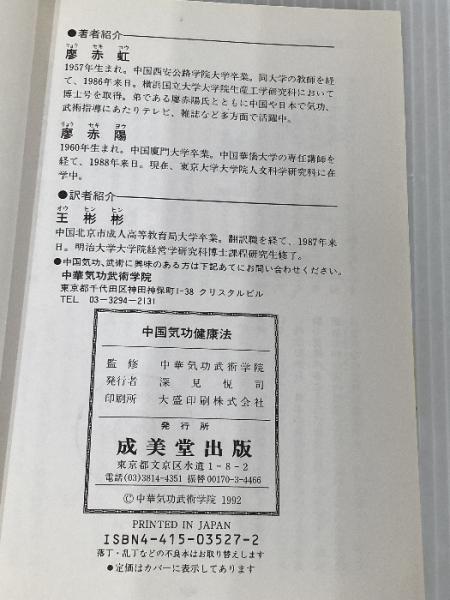 ●著者紹介
りょう セキ コウ
廖赤虹
1957年生まれ。中国西安公路学院大学卒業。同大学の教師を経
て、1986年来日。横浜国立大学大学院生産工学研究科において
博士号を取得。弟である廖赤陽氏とともに中国や日本で気功、
武術指導にあたりテレビ、雑誌など多方面で活躍中。
りょう セキ ヨウ
廖赤陽
1960年生まれ。中国厦門大学卒業。中国華僑大学の専任講師を
経て、1988年来日。現在、東京大学大学院人文科学研究科に在
学中。
●訳者紹介
オウ ヒン ヒン
王彬彬
中国北京市成人高等教育局大学卒業。翻訳職を経て、1987年来
日。明治大学大学院経営学研究科博士課程研究生修了。
●中国気功、武術に興味のある方は下記あてにお問い合わせください。
中華気功武術学院
東京都千代田区神田神保町1-38 クリスタルビル
TEL 03-3294-2131
中国気功健康法
監修 中華気功武術学院
発行者 深見悦司
印刷所 大盛印刷株式会社
発行所
成美堂出版
東京都文京区水道1-8-2
電話(03)3814-4351 振替00170-3-4466
Ⓒ中華気功武術学院 1992
PRINTED IN JAPAN
ISBN4-415-03527-2
落丁・乱丁などの不良本はお取り替えします
●定価はカバーに表示してあります